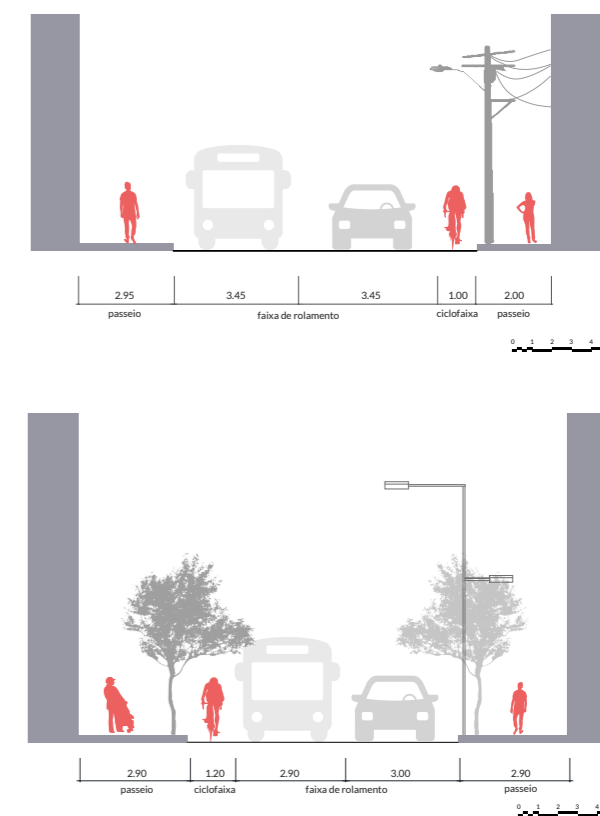 2.95 3.45 3.45 1.00 2.00
passeio faixa de rolamento ciclofaixa passeio
0 1 2 3 4
2.90 1.20 2.90 3.00 2.90
passeio ciclofaixa faixa de rolamento passeio
0 1 2 3 4